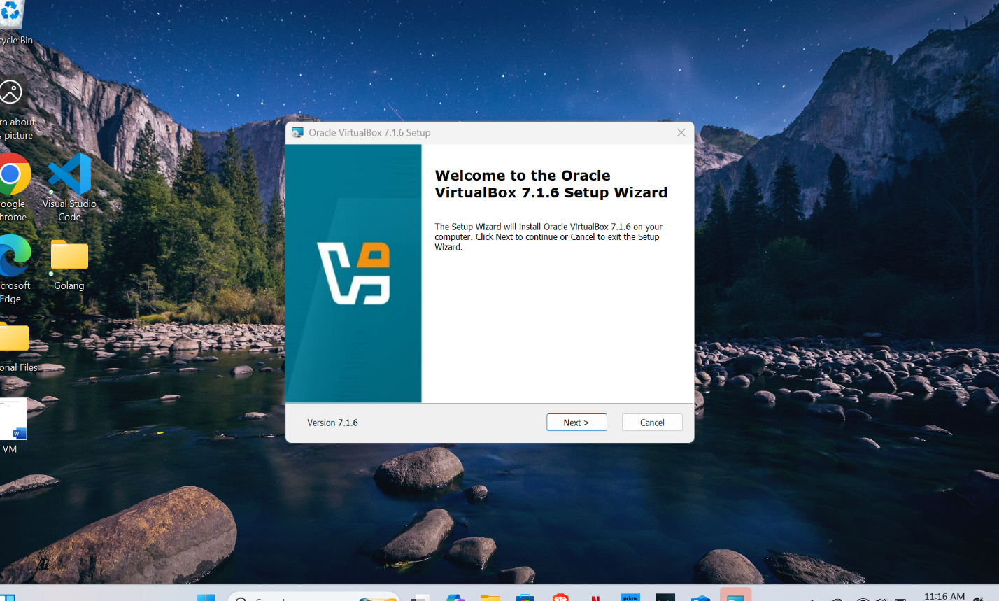 cycle Bin
rn about
s picture
oogle
hrome
Visual Studio
Code
crosoft
Edge
Golang
onal Files
VM
Oracle VirtualBox 7.1.6 Setup
Welcome to the Oracle
VirtualBox 7.1.6 Setup Wizard
The Setup Wizard will install Oracle VirtualBox 7.1.6 on your
computer. Click Next to continue or Cancel to exit the Setup
Wizard.
Version 7.1.6
Next >
Cancel
prime
11:16 AM